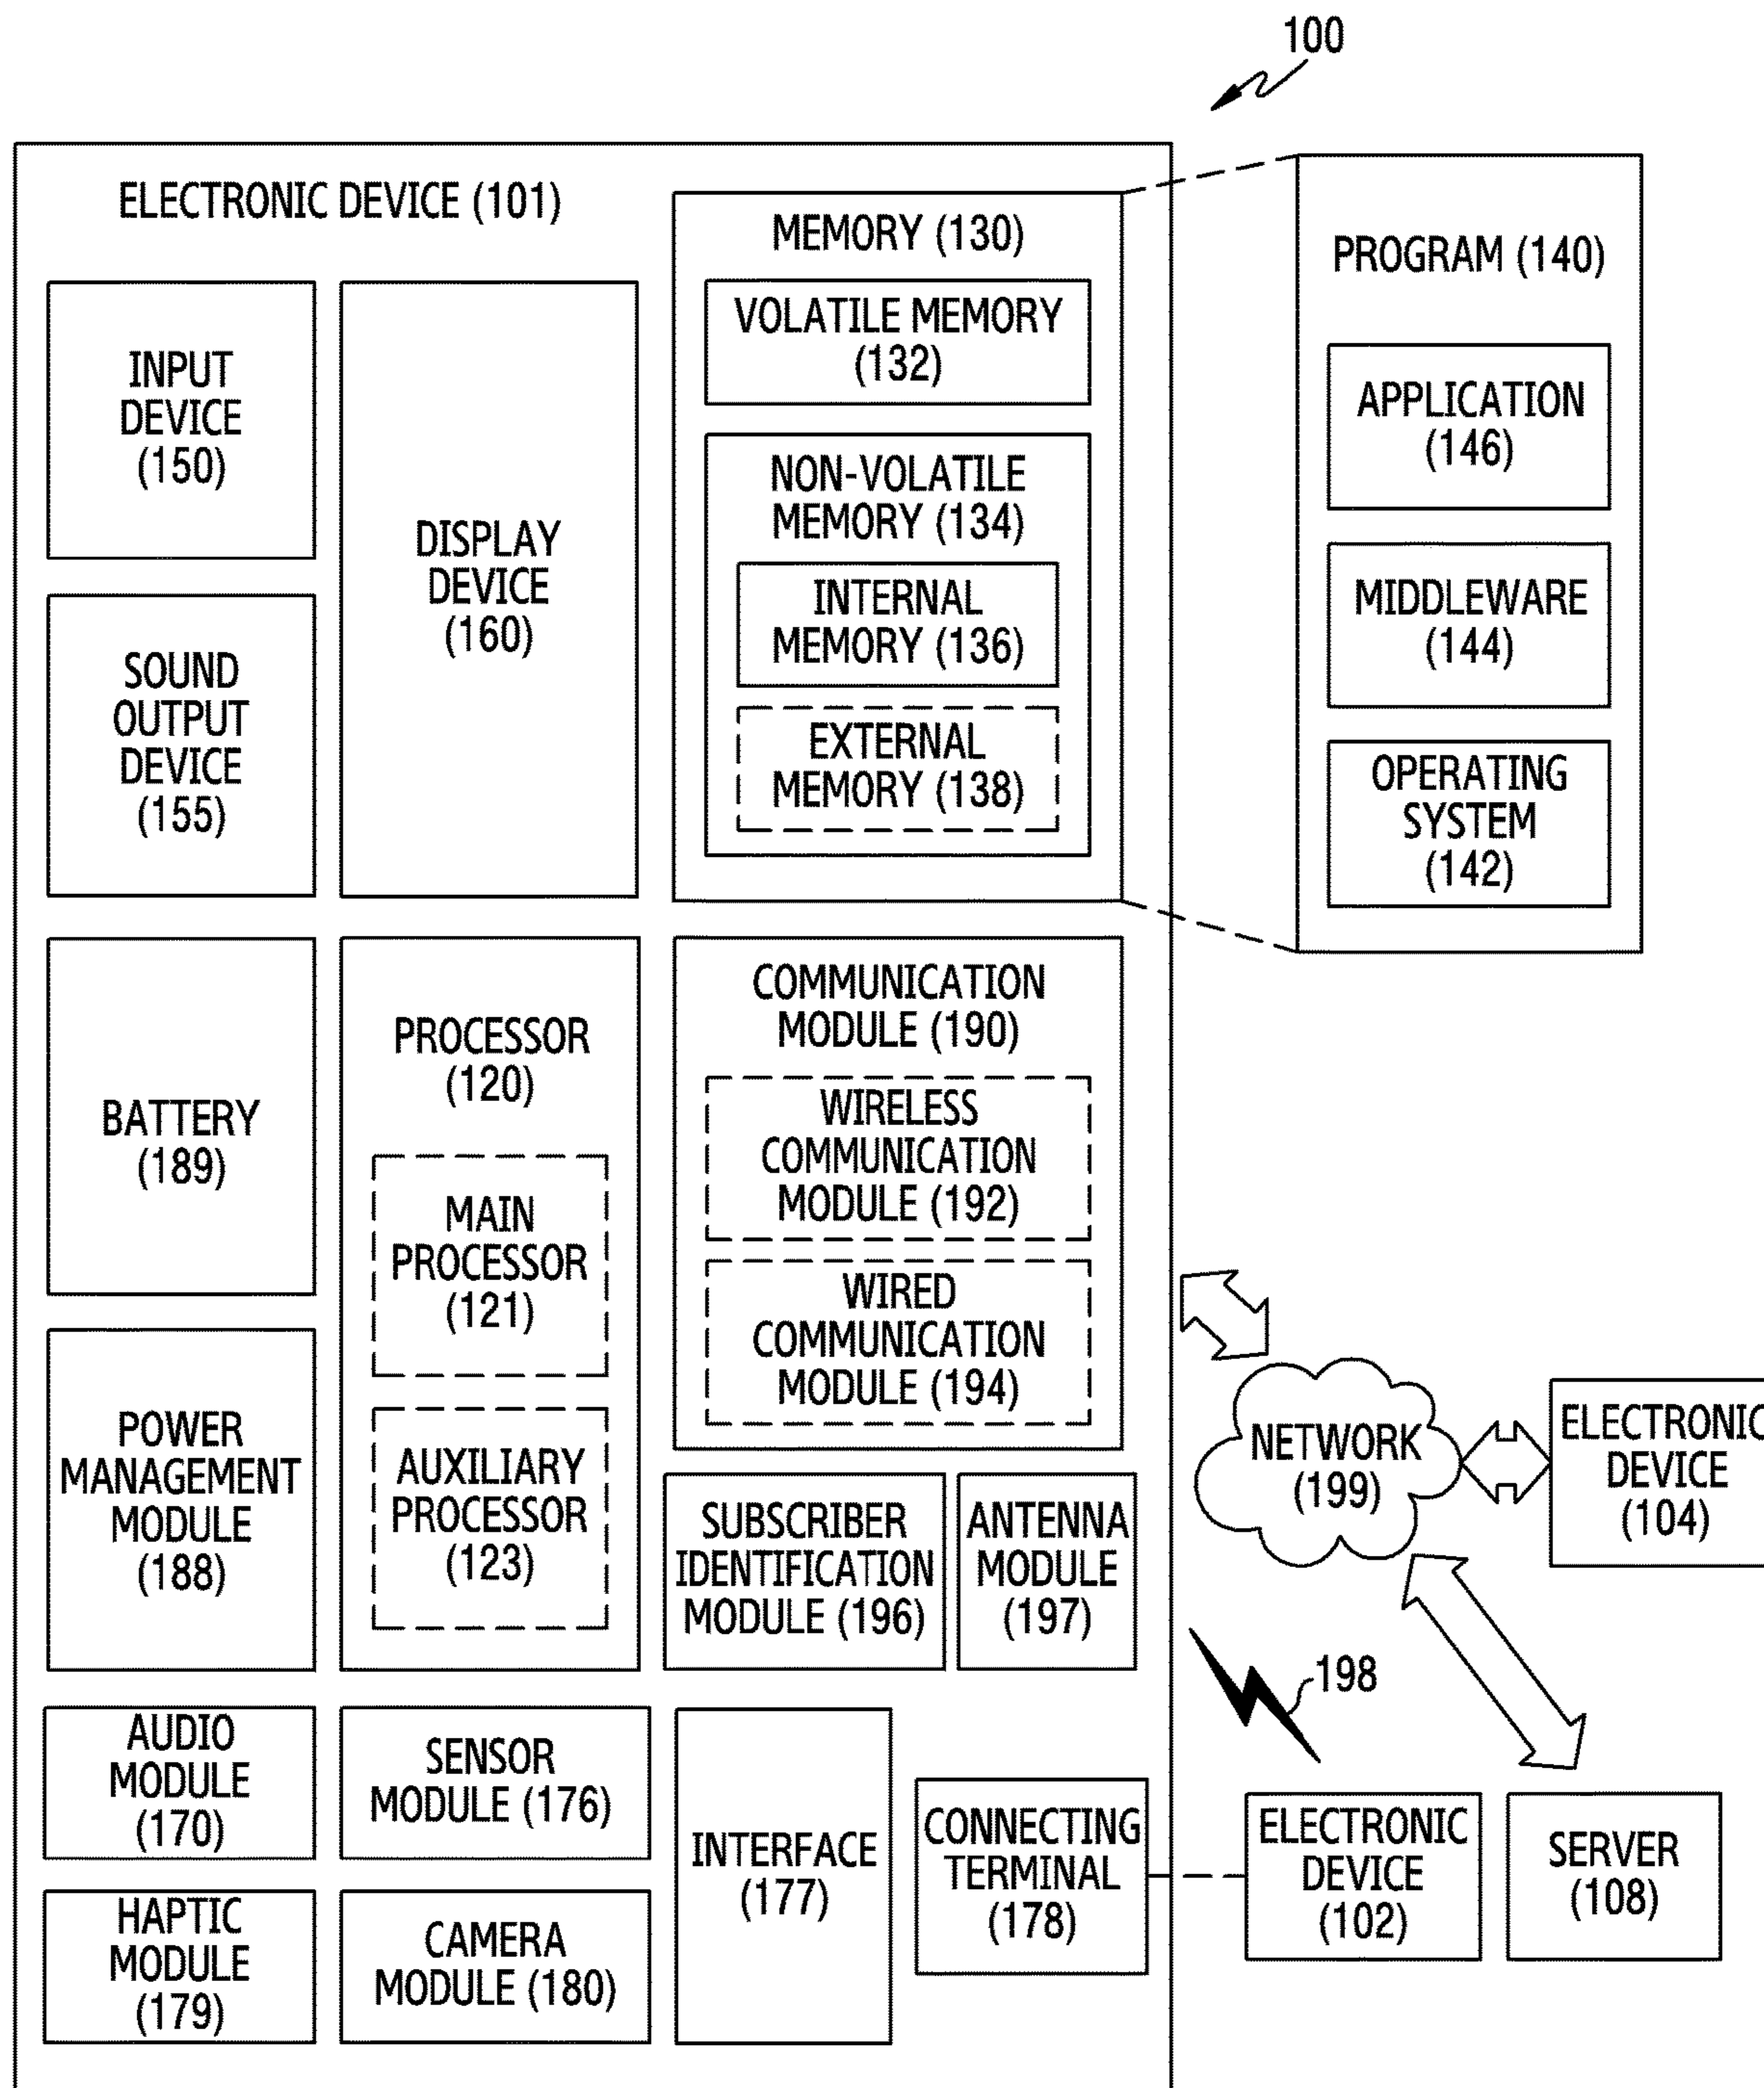 100
ELECTRONIC DEVICE (101)
INPUT
DEVICE
(150)
SOUND
OUTPUT
DEVICE
(155)
DISPLAY
DEVICE
(160)
MEMORY (130)
VOLATILE MEMORY
(132)
NON-VOLATILE
MEMORY (134)
INTERNAL
MEMORY (136)
EXTERNAL
MEMORY (138)
PROGRAM (140)
APPLICATION
(146)
MIDDLEWARE
(144)
OPERATING
SYSTEM
(142)
BATTERY
(189)
POWER
MANAGEMENT
MODULE
(188)
PROCESSOR
(120)
MAIN
PROCESSOR
(121)
AUXILIARY
PROCESSOR
(123)
COMMUNICATION
MODULE (190)
WIRELESS
COMMUNICATION
MODULE (192)
WIRED
COMMUNICATION
MODULE (194)
SUBSCRIBER
IDENTIFICATION
MODULE (196)
ANTENNA
MODULE
(197)
NETWORK
(199)
ELECTRONIC
DEVICE
(104)
198
AUDIO
MODULE
(170)
SENSOR
MODULE (176)
HAPTIC
MODULE
(179)
CAMERA
MODULE (180)
INTERFACE
(177)
CONNECTING
TERMINAL
(178)
ELECTRONIC
DEVICE
(102)
SERVER
(108)